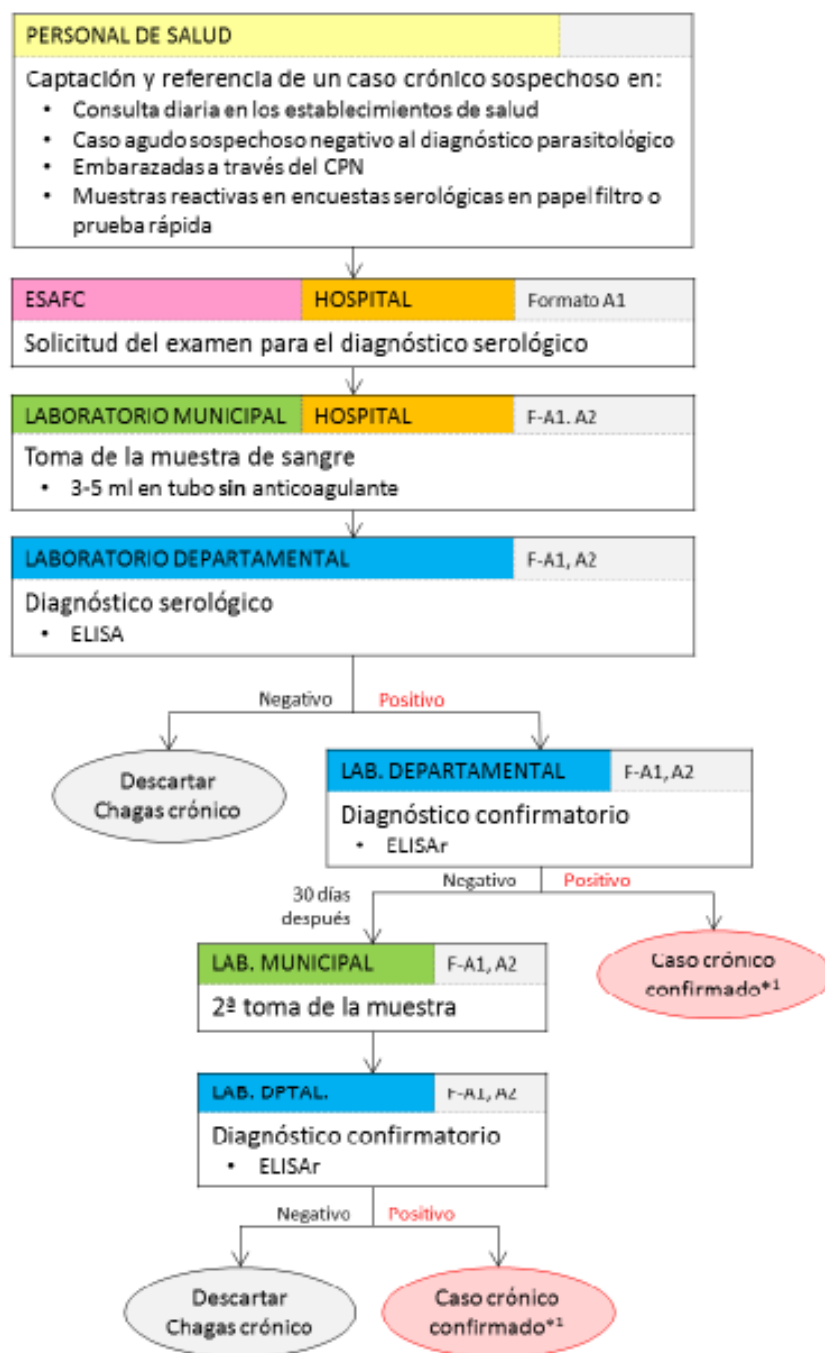 PERSONAL DE SALUD
Captación y referencia de un caso crónico sospechoso en:
• Consulta diaria en los establecimientos de salud
• Caso agudo sospechoso negativo al diagnóstico parasitológico
• Embarazadas a través del CPN
• Muestras reactivas en encuestas serológicas en papel filtro o
prueba rápida
ESAFC HOSPITAL Formato A1
Solicitud del examen para el diagnóstico serológico
LABORATORIO MUNICIPAL HOSPITAL F-A1. A2
Toma de la muestra de sangre
• 3-5 ml en tubo sin anticoagulante
LABORATORIO DEPARTAMENTAL F-A1, A2
Diagnóstico serológico
• ELISA
Negativo Positivo
Descartar
Chagas crónico
LAB. DEPARTAMENTAL F-A1, A2
Diagnóstico confirmatorio
• ELISAr
Negativo Positivo
30 días
después
Caso crónico
confirmado*1
LAB. MUNICIPAL F-A1, A2
2ª toma de la muestra
LAB. DPTAL. F-A1, A2
Diagnóstico confirmatorio
• ELISAr
Negativo Positivo
Descartar
Chagas crónico
Caso crónico
confirmado*1